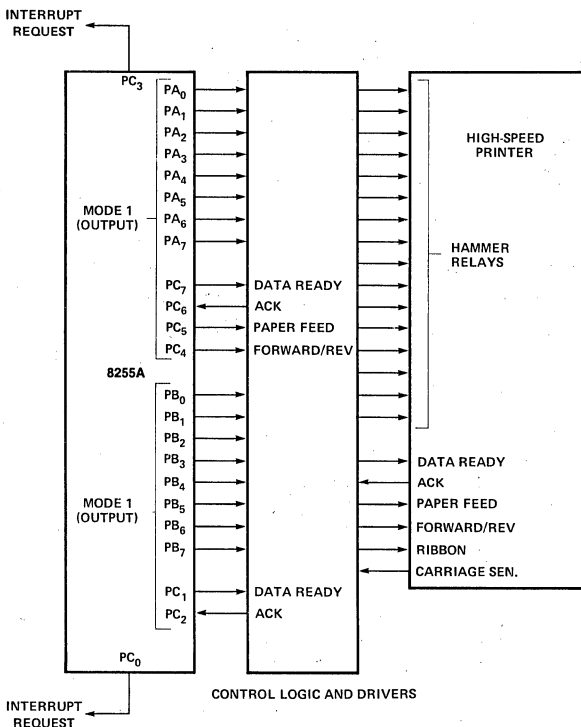 INTERRUPT
REQUEST
PC3
PA0
PA1
PA2
PA3
PA4
PA5
PA6
PA7
MODE 1
(OUTPUT)
PC7
PC6
PC5
PC4
DATA READY
ACK
PAPER FEED
FORWARD/REV
8255A
PB0
PB1
PB2
PB3
PB4
PB5
PB6
PB7
MODE 1
(OUTPUT)
PC1
PC2
DATA READY
ACK
PC0
INTERRUPT
REQUEST
CONTROL LOGIC AND DRIVERS
HIGH-SPEED
PRINTER
HAMMER
RELAYS
DATA READY
ACK
PAPER FEED
FORWARD/REV
RIBBON
CARRIAGE SEN.